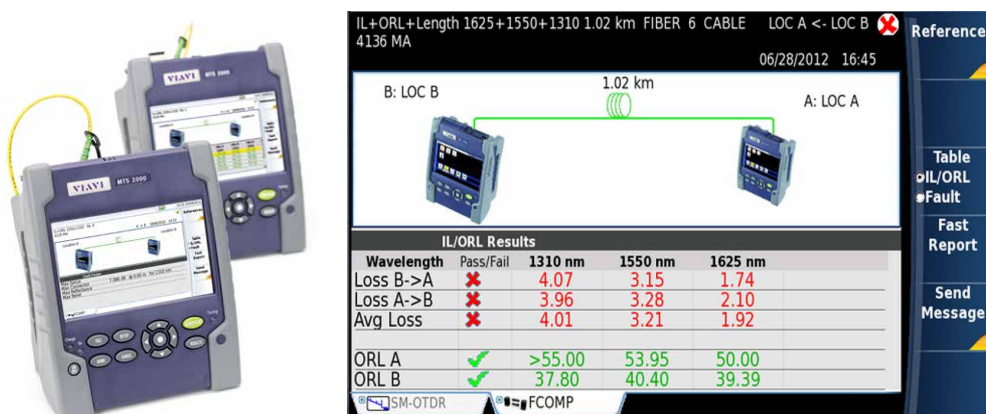 VIAVI MTS 2000
VIAVI MTS 2000
IL+ORL+Length 1625+1550+1310 1.02 km FIBER 6 CABLE LOC A <- LOC B
4136 MA
06/28/2012 16:45
B: LOC B
1.02 km
A: LOC A
IL/ORL Results
Wavelength Pass/Fail 1310 nm 1550 nm 1625 nm
Loss B->A 4.07 3.15 1.74
Loss A->B 3.96 3.28 2.10
Avg Loss 4.01 3.21 1.92
ORL A >55.00 53.95 50.00
ORL B 37.80 40.40 39.39
SM-OTDR
FCOMP
Reference
Table
IL/ORL
Fault
Fast
Report
Send
Message